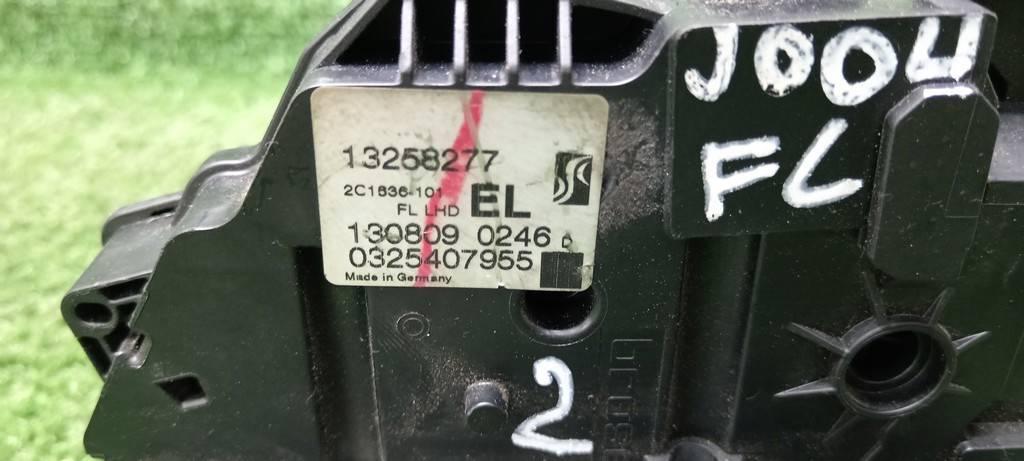 J004
FL
13258277
2C1836-101
FL LHD EL
130809 0246 D
0325407955
Made in Germany
2